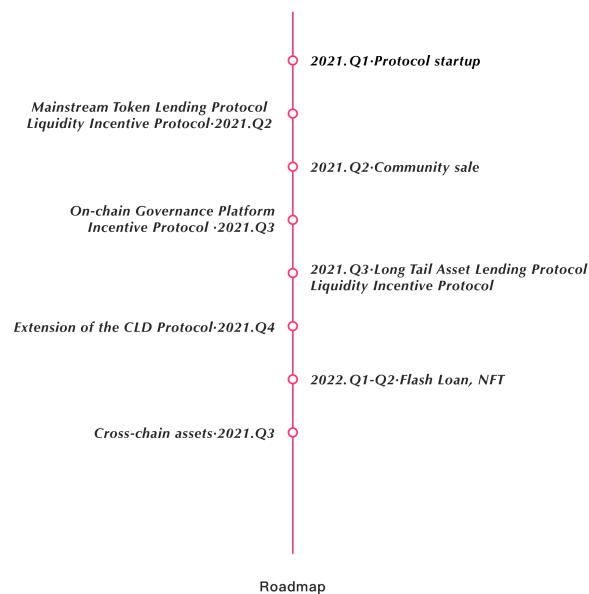 2021.Q1·Protocol startup
Mainstream Token Lending Protocol
Liquidity Incentive Protocol·2021.Q2
2021.Q2·Community sale
On-chain Governance Platform
Incentive Protocol ·2021.Q3
2021.Q3·Long Tail Asset Lending Protocol
Liquidity Incentive Protocol
Extension of the CLD Protocol·2021.Q4
2022.Q1-Q2·Flash Loan, NFT
Cross-chain assets·2021.Q3
Roadmap